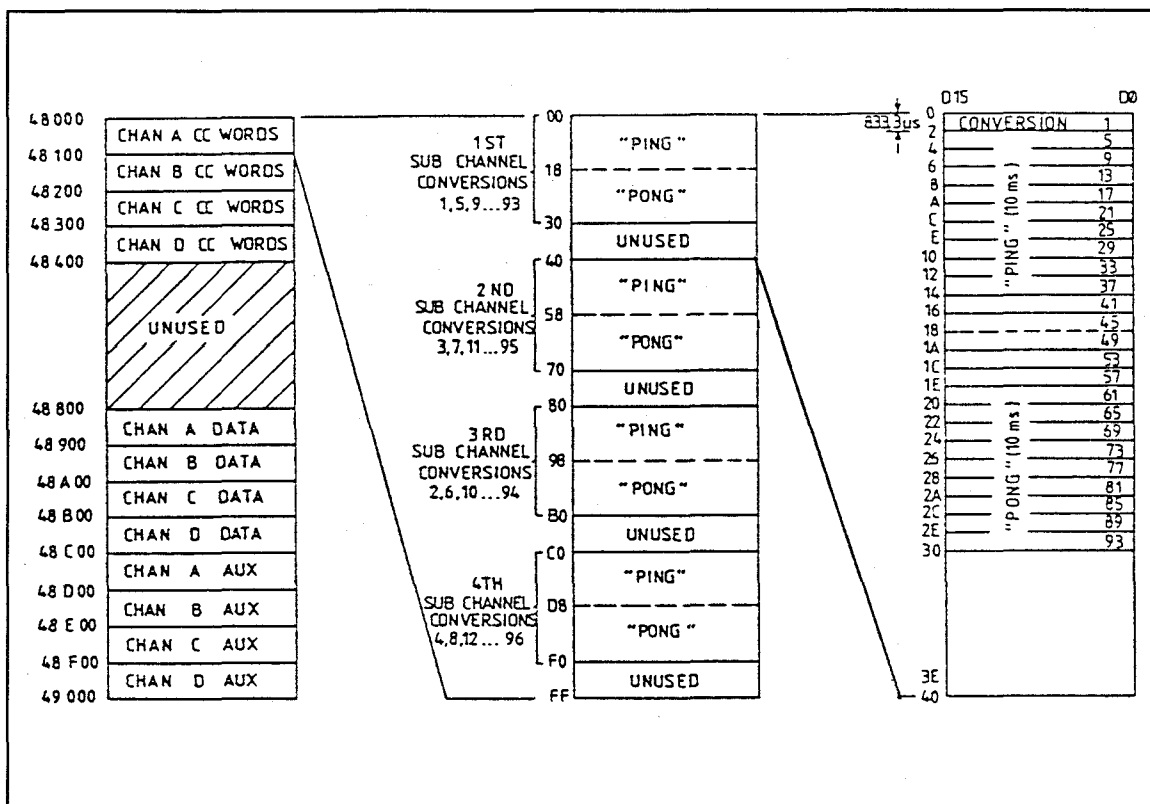 48 000
CHAN A CC WORDS
48 100
CHAN B CC WORDS
48 200
CHAN C CC WORDS
48 300
CHAN D CC WORDS
48 400
UNUSED
48 800
CHAN A DATA
48 900
CHAN B DATA
48 A00
CHAN C DATA
48 B00
CHAN D DATA
48 C00
CHAN A AUX
48 D00
CHAN B AUX
48 E00
CHAN C AUX
48 F00
CHAN D AUX
49 000
1 ST
SUB CHANNEL
CONVERSIONS
1,5,9...93
2 ND
SUB CHANNEL
CONVERSIONS
3,7,11...95
3 RD
SUB CHANNEL
CONVERSIONS
2,6,10...94
4TH
SUB CHANNEL
CONVERSIONS
4,8,12...96
00
"PING"
18
"PONG"
30
UNUSED
40
"PING"
58
"PONG"
70
UNUSED
80
"PING"
98
"PONG"
B0
UNUSED
C0
"PING"
D8
"PONG"
F0
UNUSED
FF
D15 D0
833.3us
CONVERSION 1
"PING" (10 ms)
"PONG" (10 ms)
0
2
4
6
8
A
C
E
10
12
14
16
18
1A
1C
1E
20
22
24
26
28
2A
2C
2E
30
3E
40
5
9
13
17
21
25
29
33
37
41
45
49
53
57
61
65
69
73
77
81
85
89
93